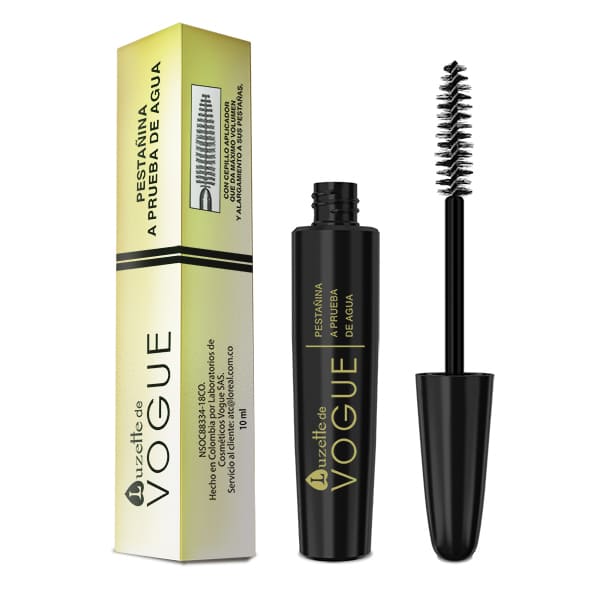 PESTAÑINA
A PRUEBA DE AGUA
Luzette de
VOGUE
CON CEPILLO APLICADOR
QUE DA MÁXIMO VOLUMEN
Y ALARGAMIENTO A SUS PESTAÑAS.
NSOC88334-18CO.
Hecho en Colombia por Laboratorios de
Cosméticos Vogue SAS.
Servicio al cliente: atc@loreal.com.co
10 ml
Luzette de
VOGUE
PESTAÑINA
A PRUEBA
DE AGUA